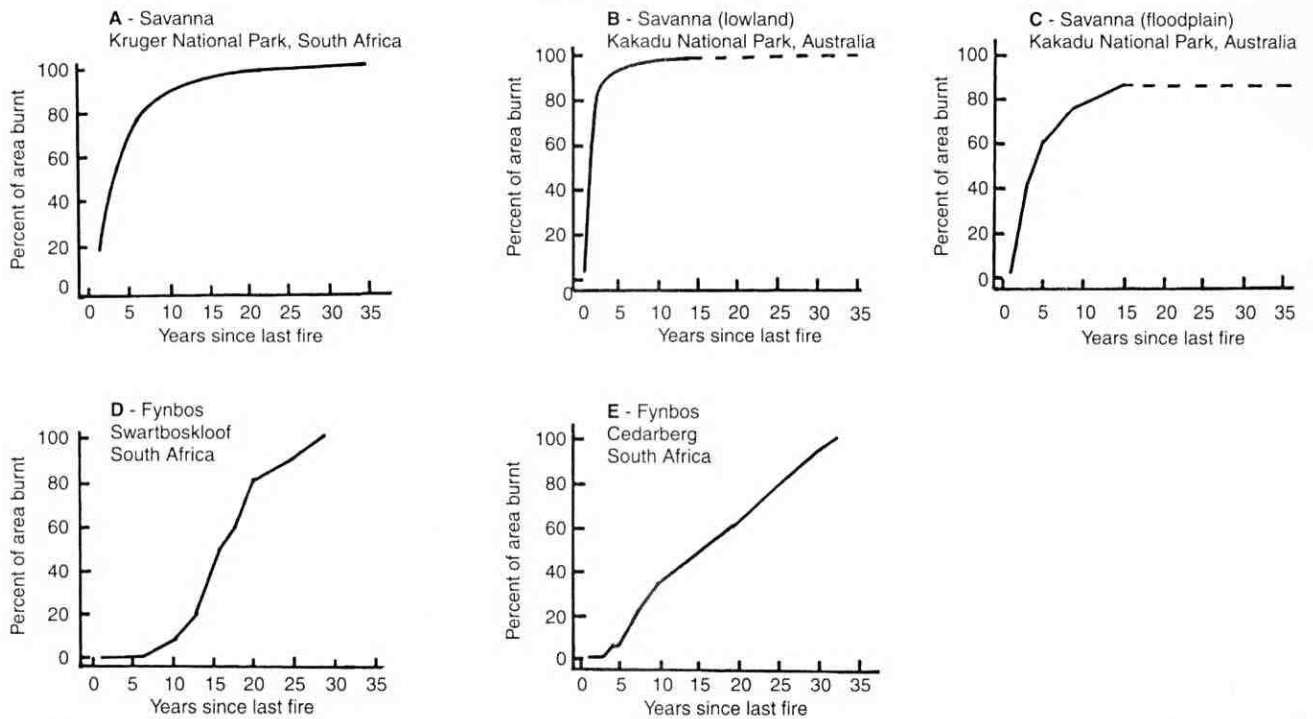 A - Savanna
Kruger National Park, South Africa
Percent of area burnt
100
80
60
40
20
0
0 5 10 15 20 25 30 35
Years since last fire
B - Savanna (lowland)
Kakadu National Park, Australia
Percent of area burnt
100
80
60
40
20
0
0 5 10 15 20 25 30 35
Years since last fire
C - Savanna (floodplain)
Kakadu National Park, Australia
Percent of area burnt
100
80
60
40
20
0
0 5 10 15 20 25 30 35
Years since last fire
D - Fynbos
Swartboskloof
South Africa
Percent of area burnt
100
80
60
40
20
0
0 5 10 15 20 25 30 35
Years since last fire
E - Fynbos
Cedarberg
South Africa
Percent of area burnt
100
80
60
40
20
0
0 5 10 15 20 25 30 35
Years since last fire